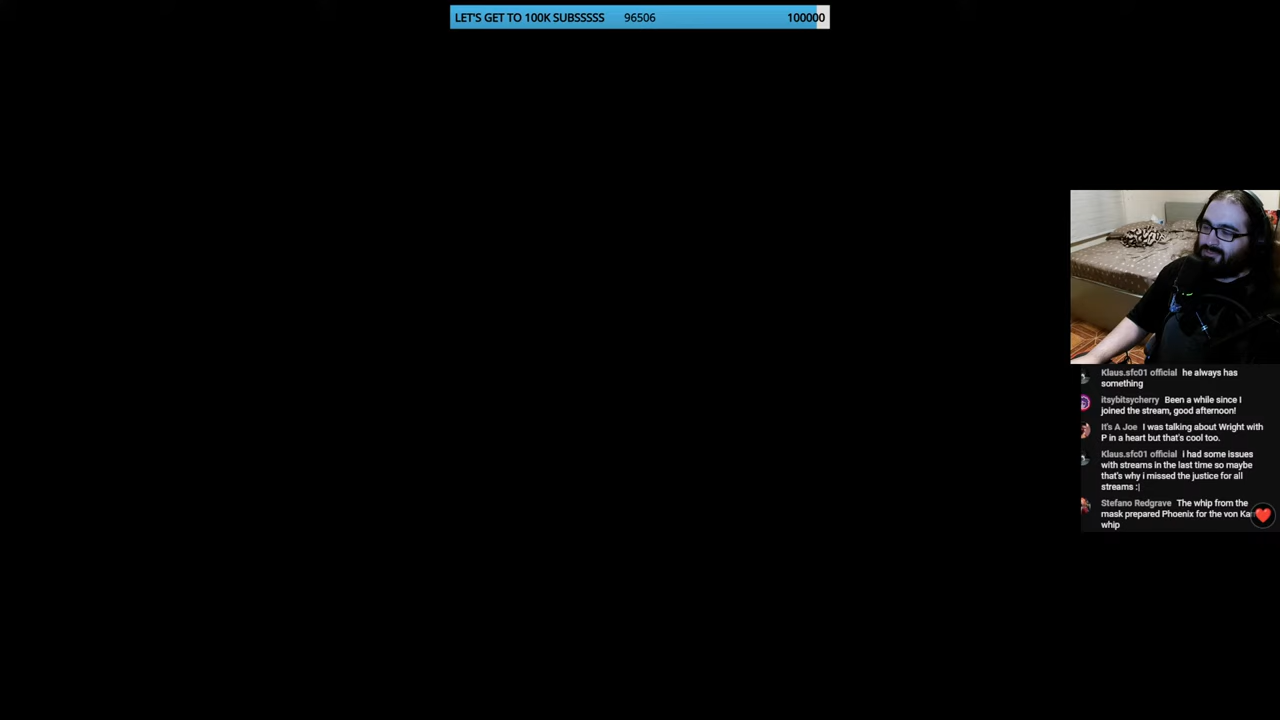 LET'S GET TO 100K SUBSSSSS 96506 100000
Klaus.sfc01 official he always has
something
itsybitsycherry Been a while since I
joined the stream, good afternoon!
It's A Joe I was talking about Wright with
P in a heart but that's cool too.
Klaus.sfc01 official i had some issues
with streams in the last time so maybe
that's why i missed the justice for all
streams :|
Stefano Redgrave The whip from the
mask prepared Phoenix for the von
whip